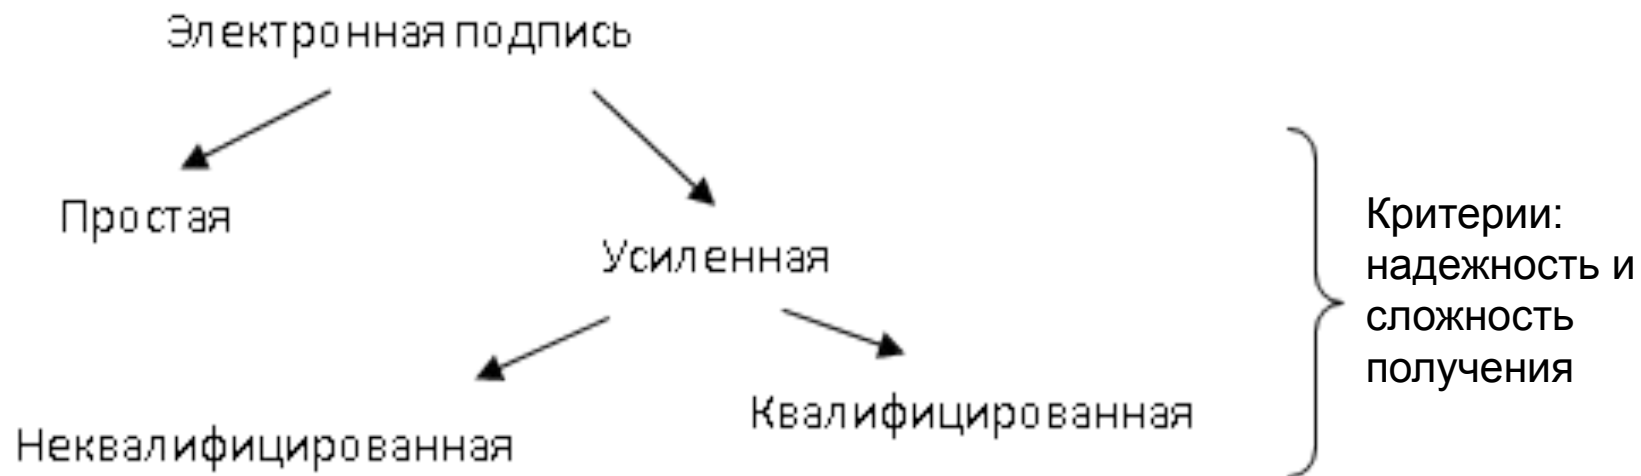 Электронная подпись
Простая
Усиленная
Неквалифицированная
Квалифицированная
Критерии:
надежность и
сложность
получения